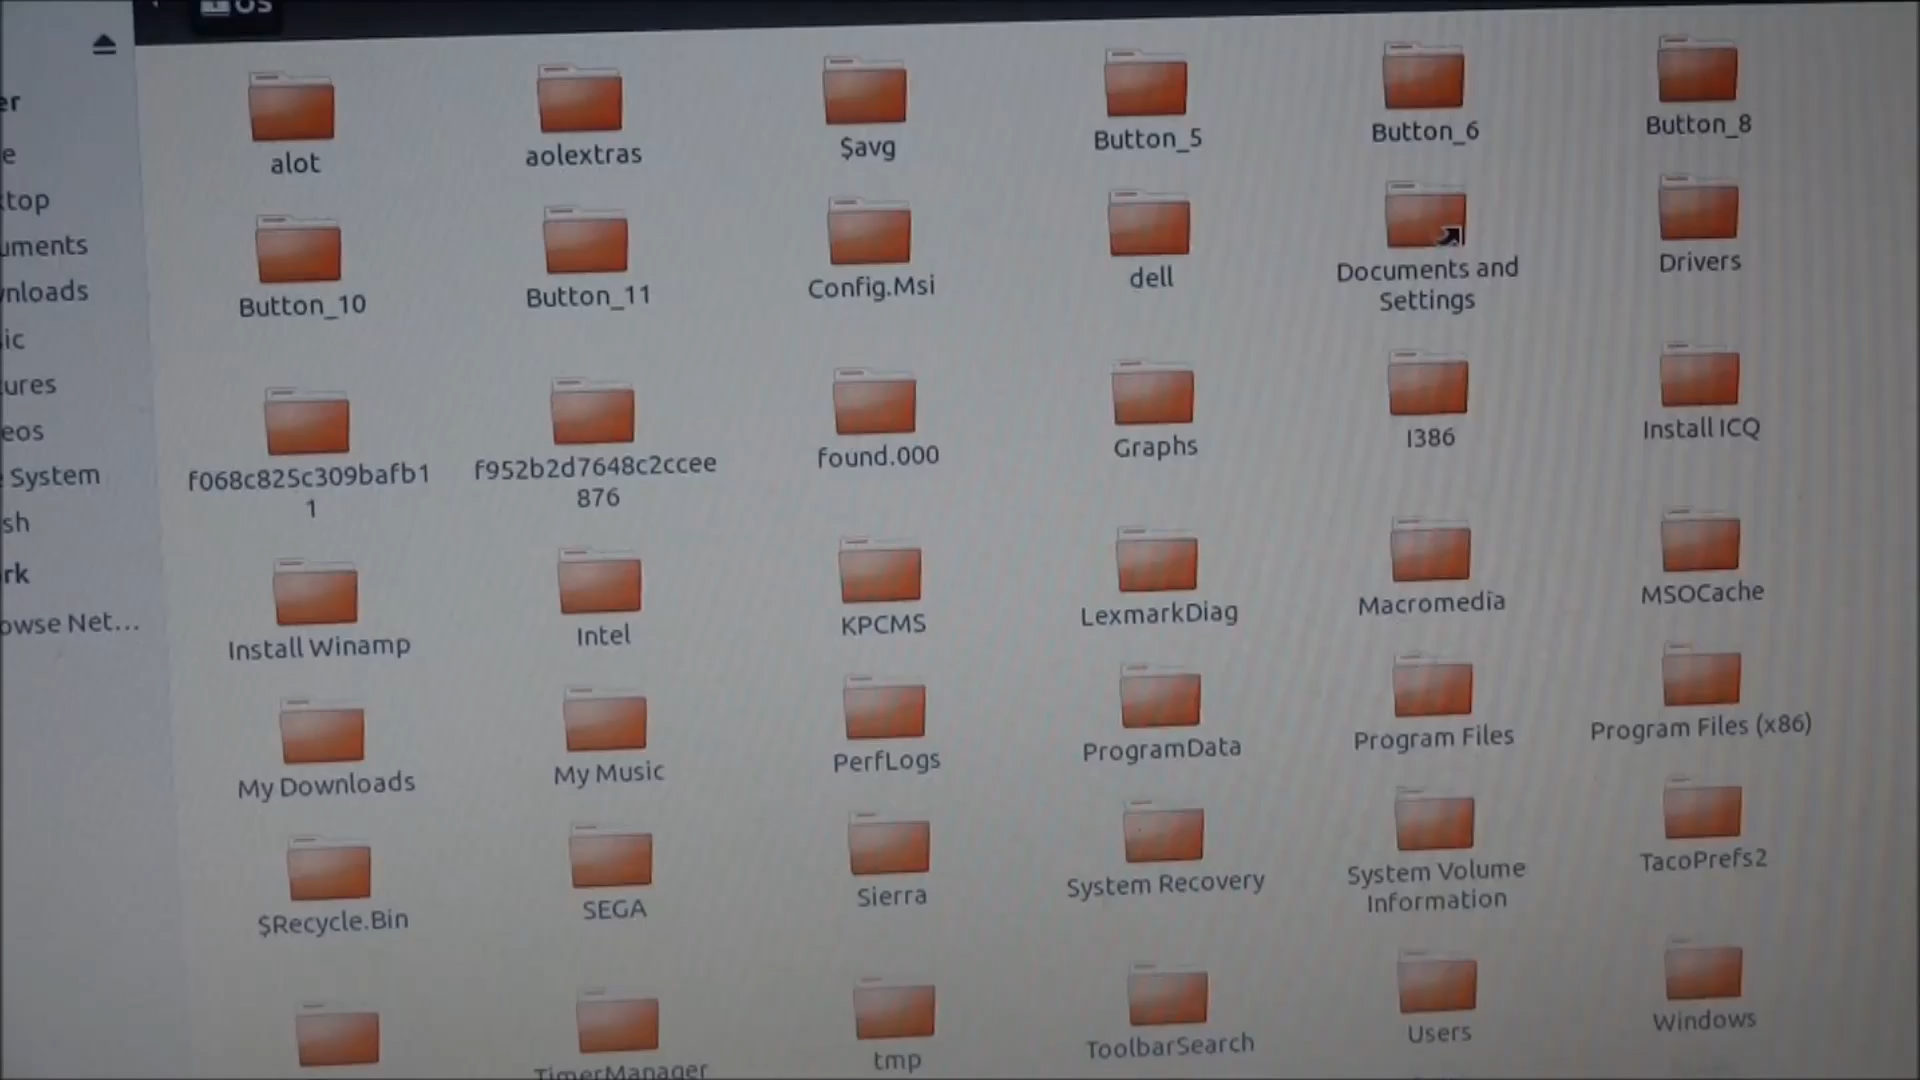 OS
er
e
ktop
uments
wnloads
ic
ures
eos
System
sh
rk
owse Net...
alot
aolextras
$avg
Button_5
Button_6
Button_8
Button_10
Button_11
Config.Msi
dell
Documents and
Settings
Drivers
f068c825c309bafb1
1
f952b2d7648c2ccee
876
found.000
Graphs
I386
Install ICQ
Install Winamp
Intel
KPCMS
LexmarkDiag
Macromedia
MSOCache
My Downloads
My Music
PerfLogs
ProgramData
Program Files
Program Files (x86)
$Recycle.Bin
SEGA
Sierra
System Recovery
System Volume
Information
TacoPrefs2
TimerManager
tmp
ToolbarSearch
Users
Windows